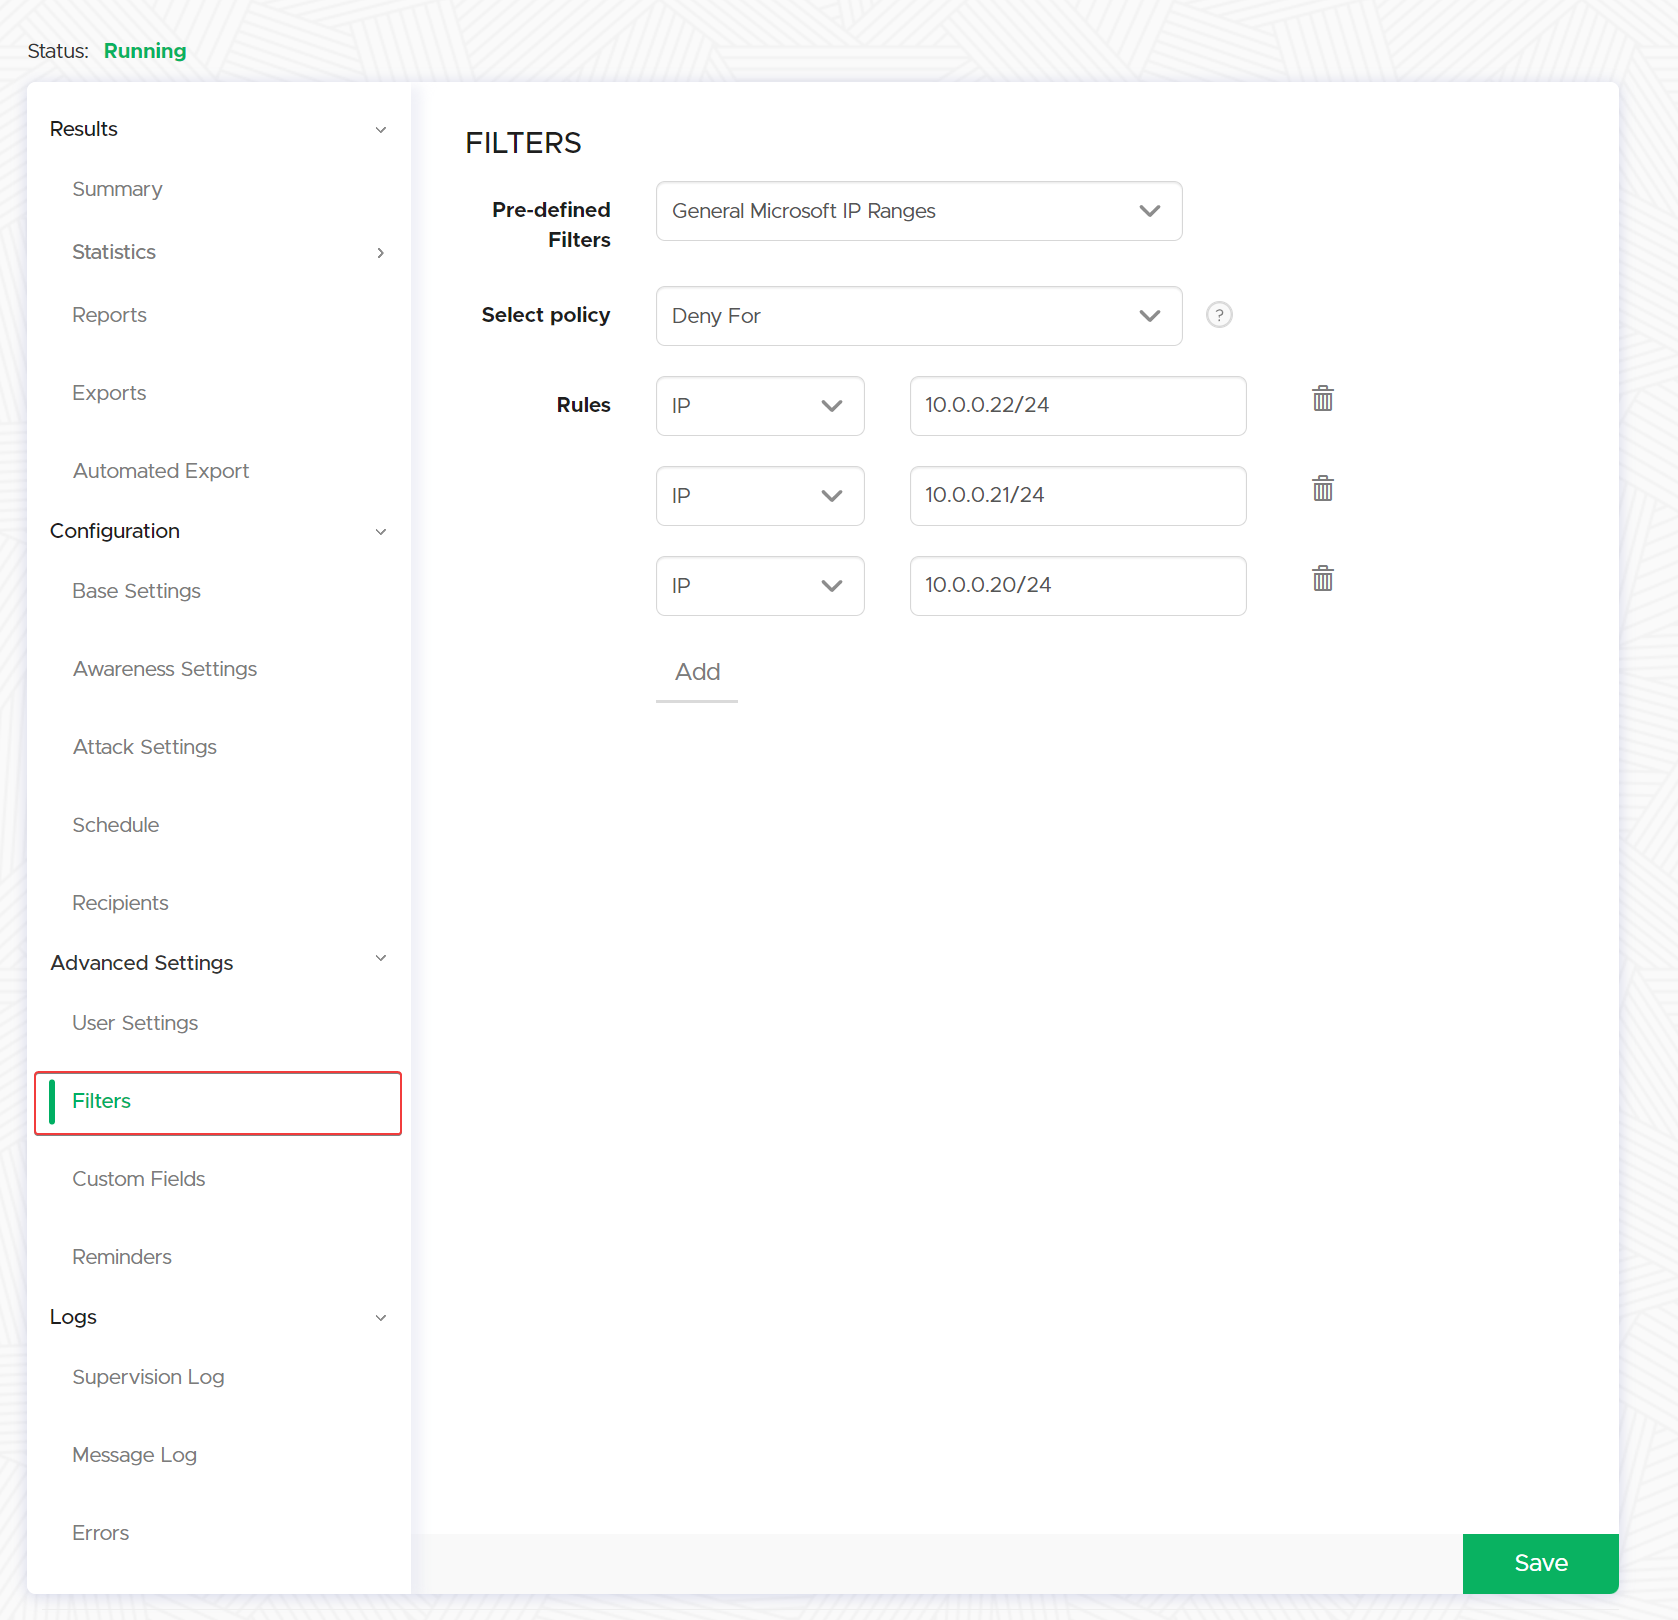 Status: Running
Results
Summary
Statistics
Reports
Exports
Automated Export
Configuration
Base Settings
Awareness Settings
Attack Settings
Schedule
Recipients
Advanced Settings
User Settings
Filters
Custom Fields
Reminders
Logs
Supervision Log
Message Log
Errors
FILTERS
Pre-defined
Filters
General Microsoft IP Ranges
Select policy
Deny For
?
Rules
IP
10.0.0.22/24
IP
10.0.0.21/24
IP
10.0.0.20/24
Add
Save